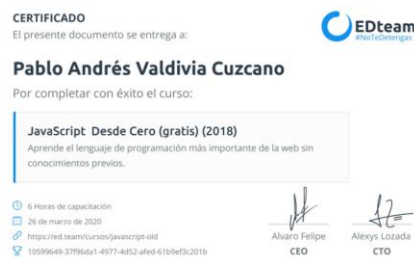 CERTIFICADO
El presente documento se entrega a:
EDteam
#NoTeDetengas
Pablo Andrés Valdivia Cuzcano
Por completar con éxito el curso:
JavaScript Desde Cero (gratis) (2018)
Aprende el lenguaje de programación más importante de la web sin
conocimientos previos.
6 Horas de capacitación
26 de marzo de 2020
https://ed.team/cursos/javascript-old
10599649-37f96da1-4977-4d52-afed-61b9ef3c201b
Alvaro Felipe
CEO
Alexys Lozada
CTO